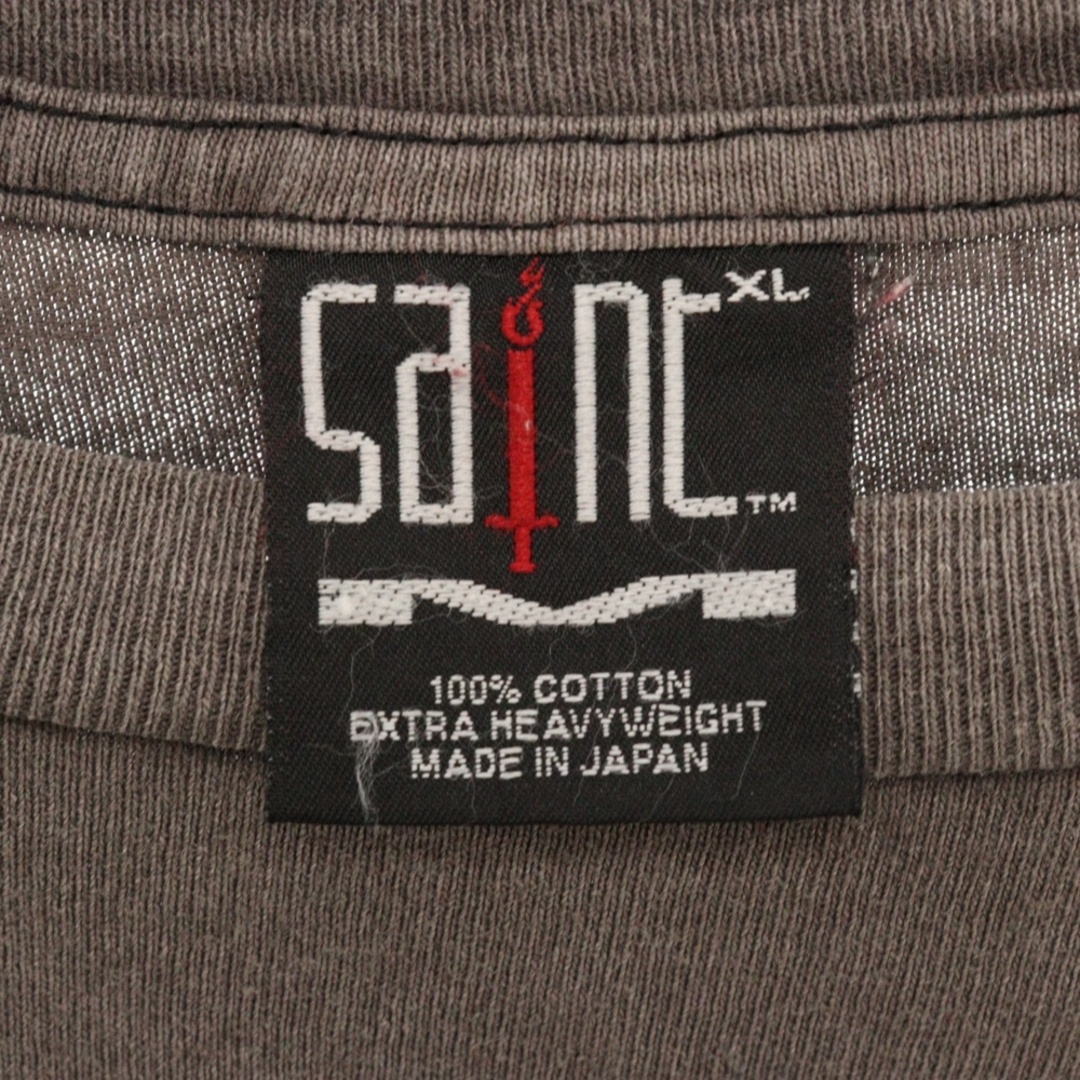 SaINt XL
TM
100% COTTON
EXTRA HEAVYWEIGHT
MADE IN JAPAN